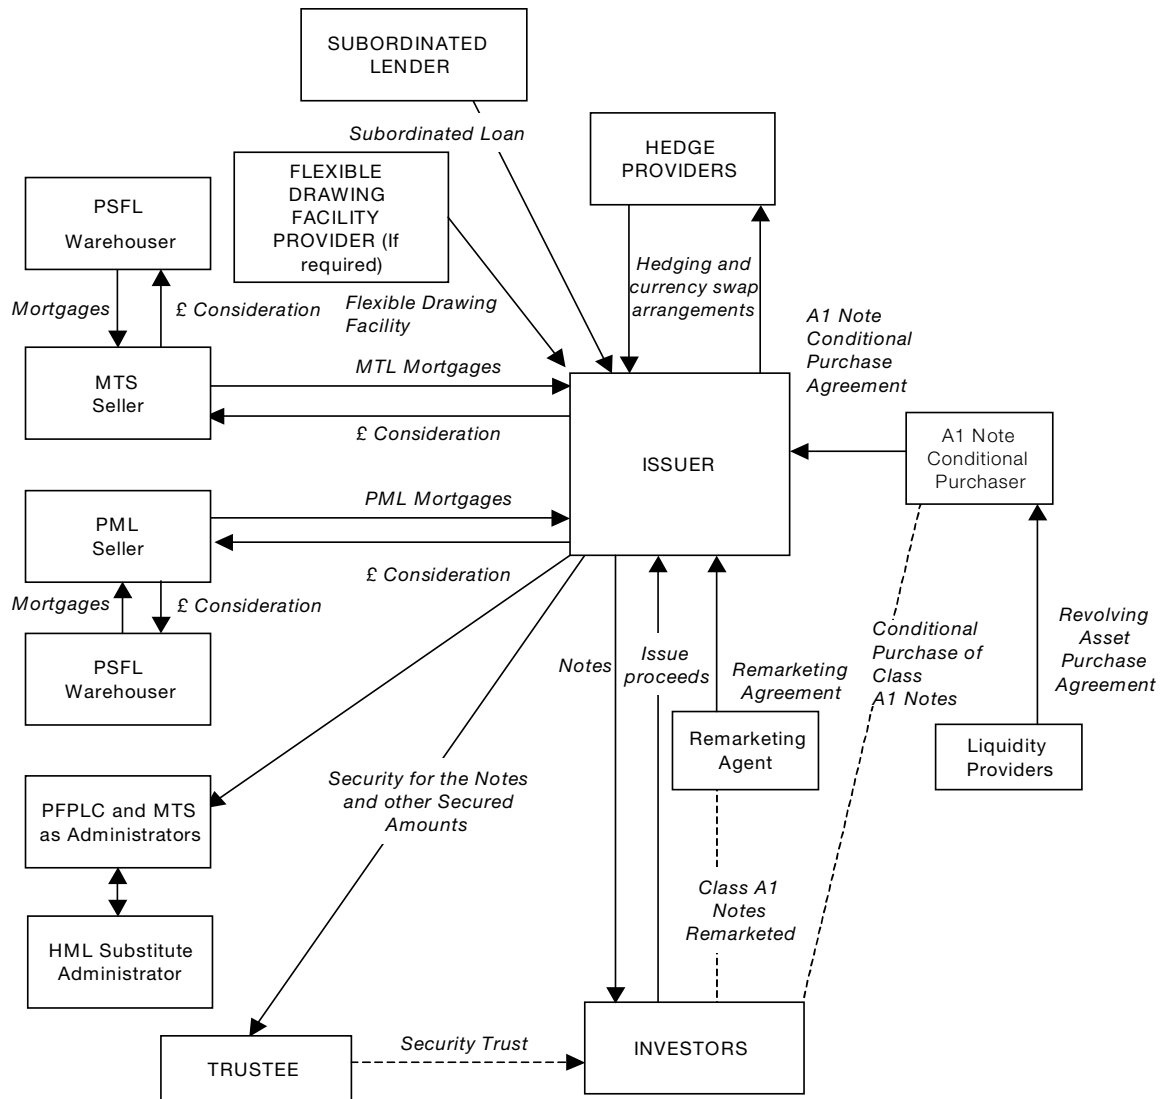 SUBORDINATED
LENDER
Subordinated Loan
HEDGE
PROVIDERS
FLEXIBLE
DRAWING
FACILITY
PROVIDER (If
required)
PSFL
Warehouser
Mortgages
£ Consideration
Flexible Drawing
Facility
Hedging and
currency swap
arrangements
A1 Note
Conditional
Purchase
Agreement
MTS
Seller
MTL Mortgages
£ Consideration
ISSUER
A1 Note
Conditional
Purchaser
PML Mortgages
PML
Seller
£ Consideration
Mortgages
£ Consideration
PSFL
Warehouser
Notes
Issue
proceeds
Remarketing
Agreement
Conditional
Purchase of
Class
A1 Notes
Revolving
Asset
Purchase
Agreement
Remarketing
Agent
Liquidity
Providers
PFPLC and MTS
as Administrators
Security for the Notes
and other Secured
Amounts
Class A1
Notes
Remarketed
HML Substitute
Administrator
TRUSTEE
Security Trust
INVESTORS